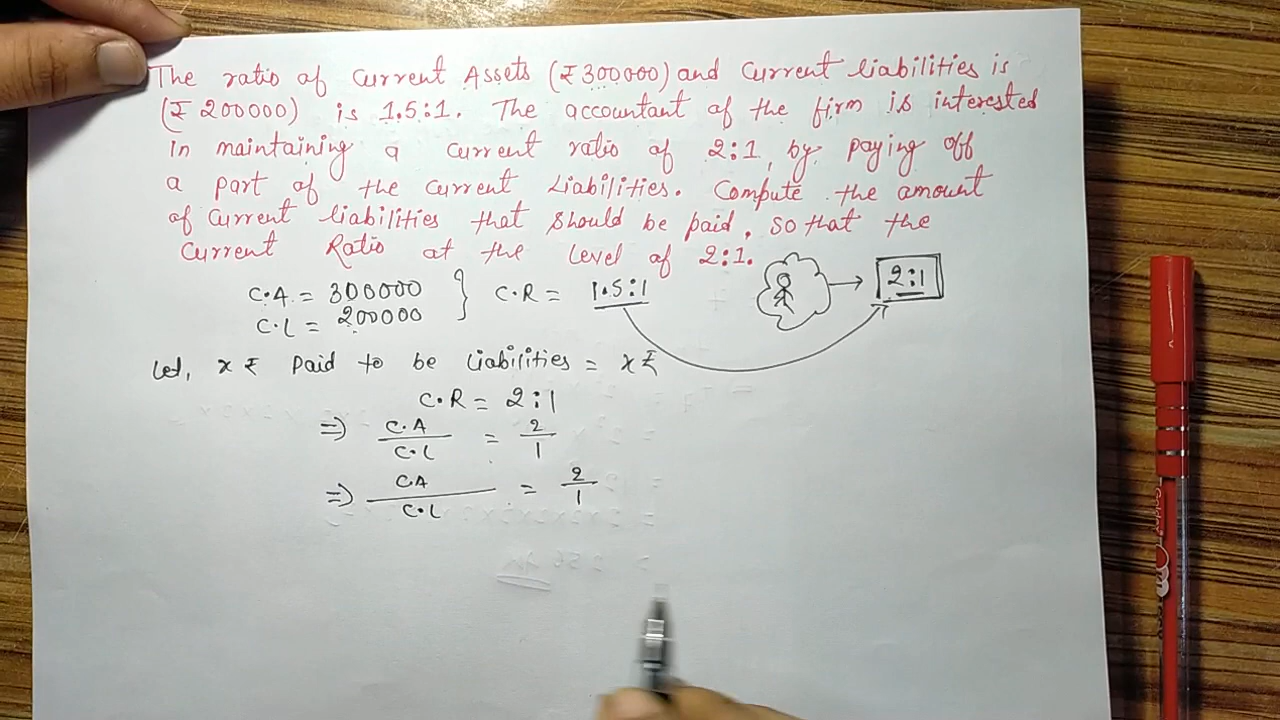 The ratio of Current Assets (₹ 300000) and Current liabilities is
(₹ 200000) is 1.5:1. The accountant of the firm is interested
in maintaining a current ratio of 2:1, by paying off
a part of the current Liabilities. Compute the amount
of current liabilities that should be paid, so that the
Current Ratio at the level of 2:1.
C.A. = 300000 } C.R = 1.5:1 → 2:1
C.L = 200000
Let, x ₹ Paid to be liabilities = x ₹
C.R = 2:1
⇒ C.A / C.L = 2 / 1
⇒ CA / C.L = 2 / 1